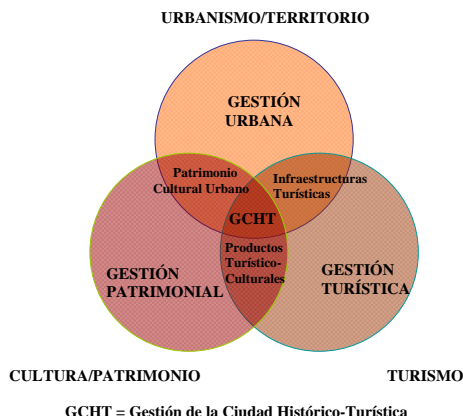 URBANISMO/TERRITORIO
GESTIÓN
URBANA
Patrimonio
Cultural Urbano
Infraestructuras
Turísticas
GCHT
Productos
Turístico-
Culturales
GESTIÓN
PATRIMONIAL
GESTIÓN
TURÍSTICA
CULTURA/PATRIMONIO
TURISMO
GCHT = Gestión de la Ciudad Histórico-Turística